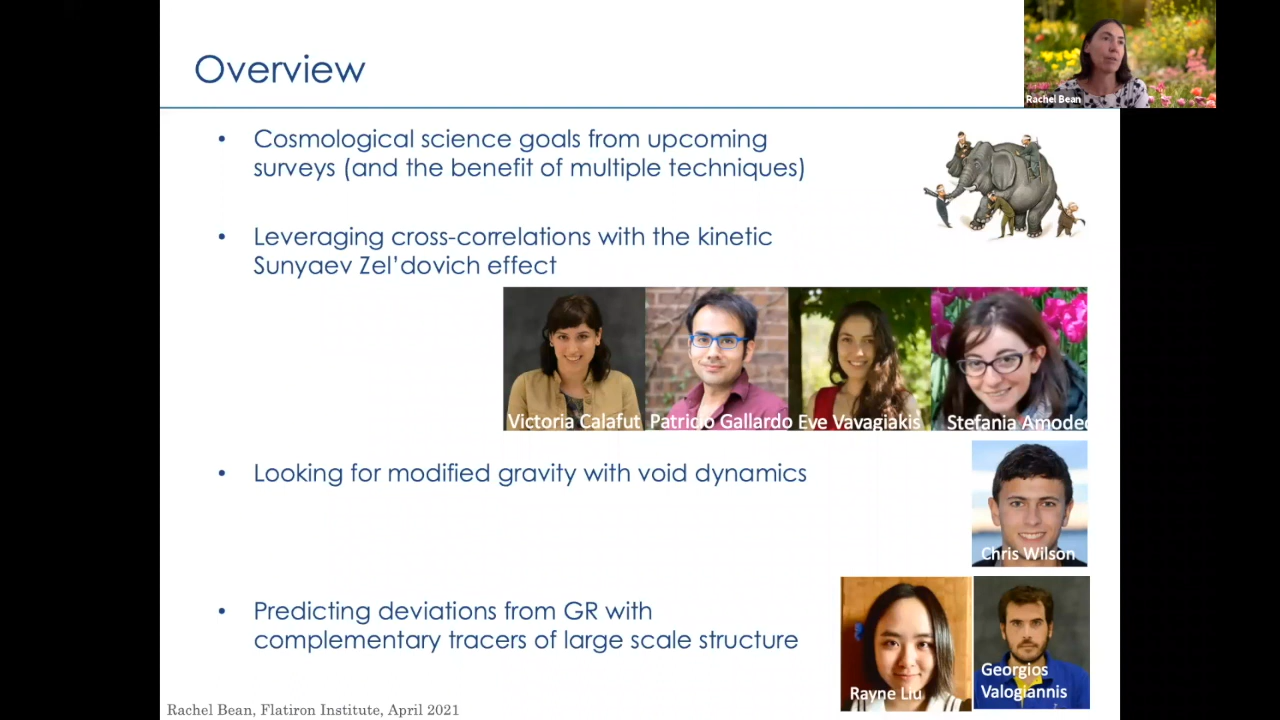 Overview
Rachel Bean
• Cosmological science goals from upcoming
surveys (and the benefit of multiple techniques)
• Leveraging cross-correlations with the kinetic
Sunyaev Zel’dovich effect
Victoria Calafut
Patricio Gallardo
Eve Vavagiakis
Stefania Amodeo
• Looking for modified gravity with void dynamics
Chris Wilson
• Predicting deviations from GR with
complementary tracers of large scale structure
Rayne Liu
Georgios
Valogiannis
Rachel Bean, Flatiron Institute, April 2021